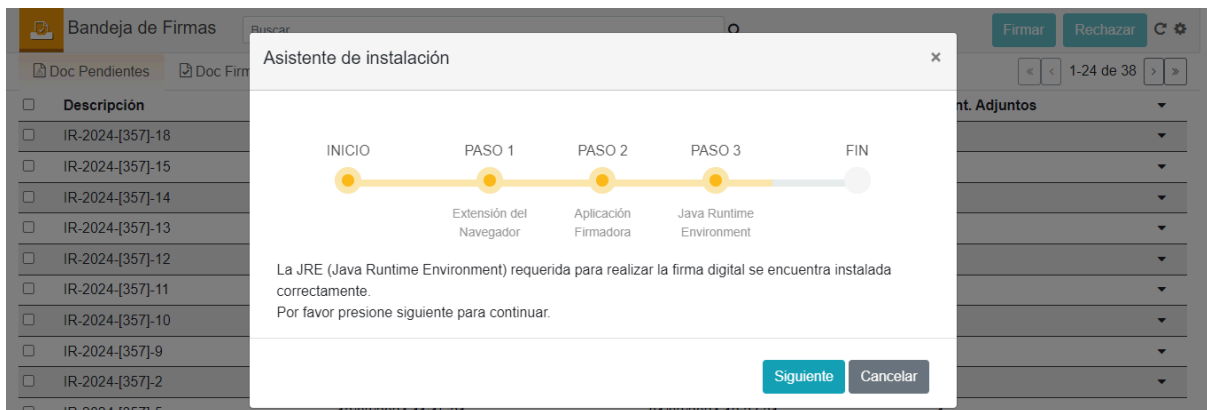 Bandeja de Firmas
Buscar
Firmar
Rechazar
Asistente de instalación
×
Doc Pendientes
Doc Firm
« < 1-24 de 38 > »
Descripción
nt. Adjuntos
IR-2024-[357]-18
IR-2024-[357]-15
IR-2024-[357]-14
IR-2024-[357]-13
IR-2024-[357]-12
IR-2024-[357]-11
IR-2024-[357]-10
IR-2024-[357]-9
IR-2024-[357]-2
INICIO
PASO 1
PASO 2
PASO 3
FIN
Extensión del
Navegador
Aplicación
Firmadora
Java Runtime
Environment
La JRE (Java Runtime Environment) requerida para realizar la firma digital se encuentra instalada
correctamente.
Por favor presione siguiente para continuar.
Siguiente
Cancelar